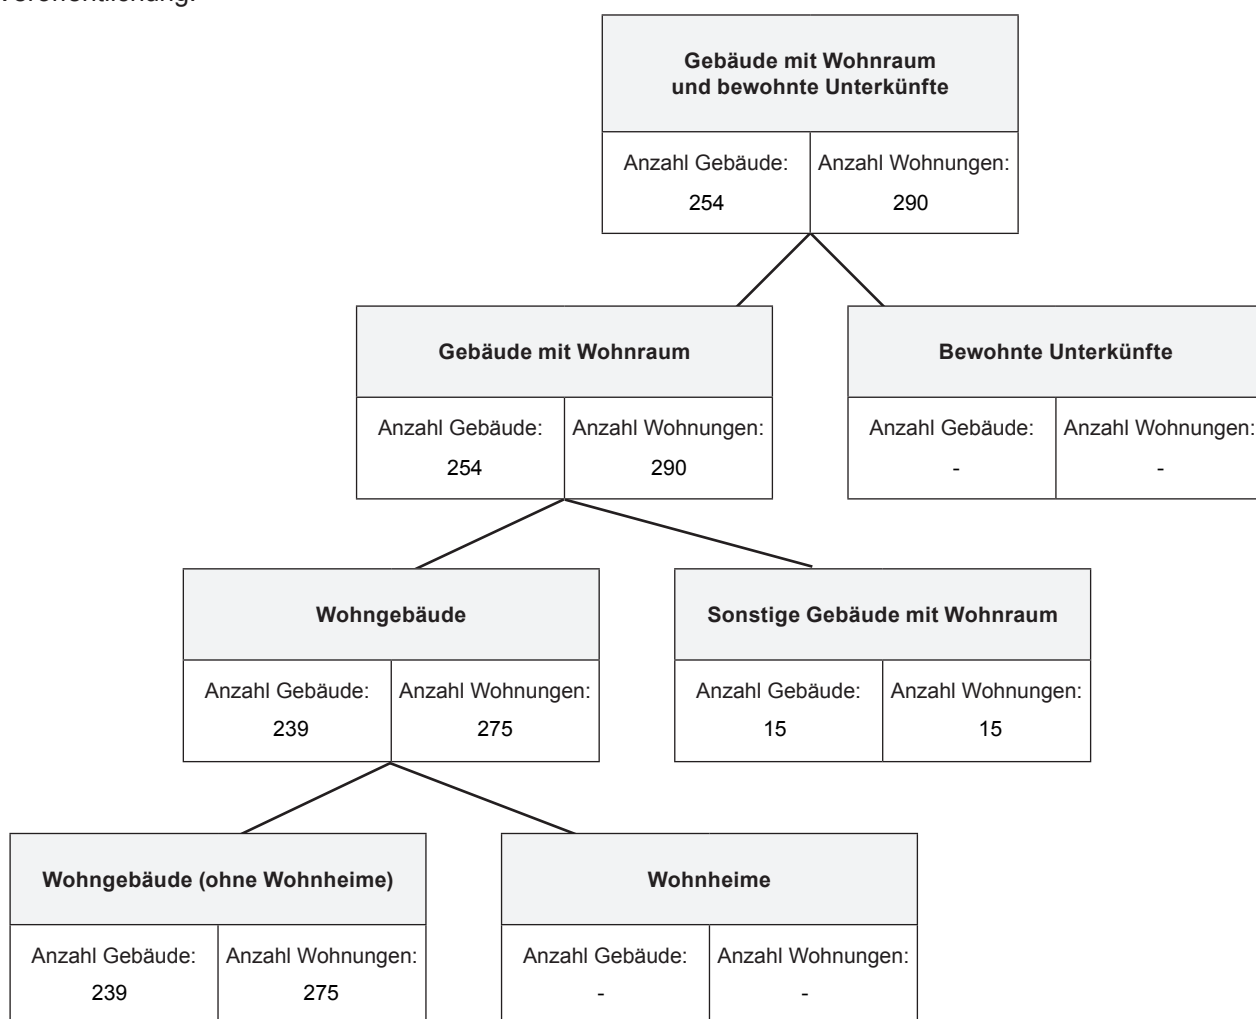 Veröffentlichung.
Gebäude mit Wohnraum
und bewohnte Unterkünfte
Anzahl Gebäude: Anzahl Wohnungen:
254 290
Gebäude mit Wohnraum Bewohnte Unterkünfte
Anzahl Gebäude: Anzahl Wohnungen: Anzahl Gebäude: Anzahl Wohnungen:
254 290 - -
Wohngebäude Sonstige Gebäude mit Wohnraum
Anzahl Gebäude: Anzahl Wohnungen: Anzahl Gebäude: Anzahl Wohnungen:
239 275 15 15
Wohngebäude (ohne Wohnheime) Wohnheime
Anzahl Gebäude: Anzahl Wohnungen: Anzahl Gebäude: Anzahl Wohnungen:
239 275 - -